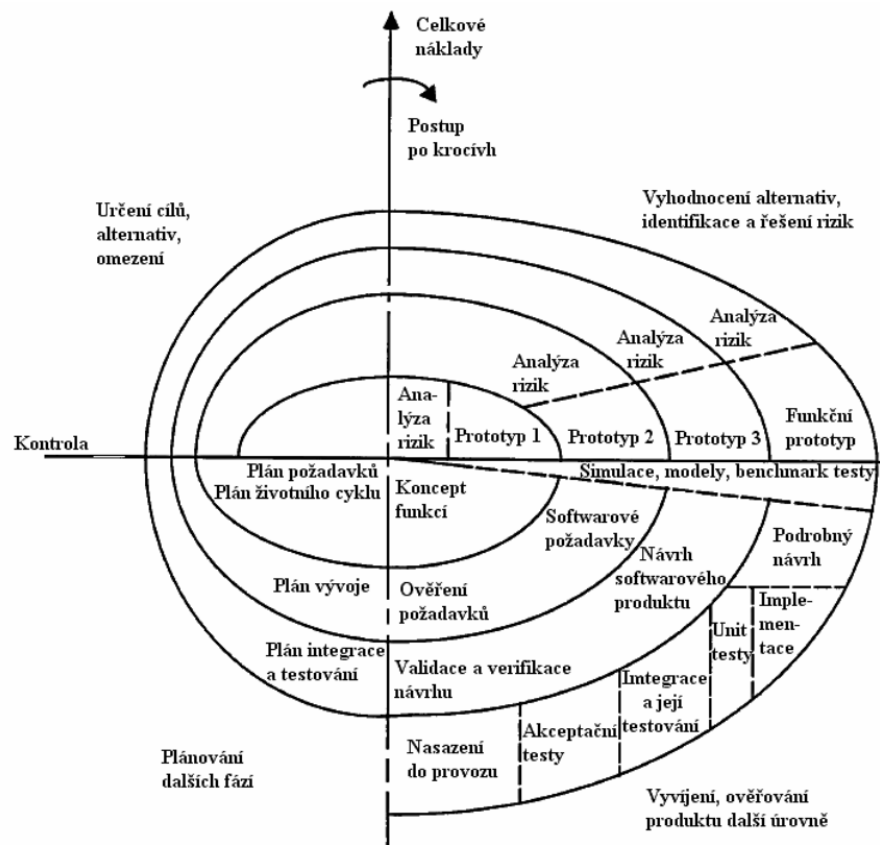 Celkové
náklady
Postup
po krocívh
Určení cílů,
alternativ,
omezení
Vyhodnocení alternativ,
identifikace a řešení rizik
Analýza
rizik
Analýza
rizik
Analýza
rizik
Ana-
lýza
rizik
Prototyp 1
Prototyp 2
Prototyp 3
Funkční
prototyp
Kontrola
Plán požadavků
Plán životního cyklu
Koncept
funkcí
Simulace, modely, benchmark testy
Softwarové
požadavky
Návrh
softwarového
produktu
Podrobný
návrh
Plán vývoje
Ověření
požadavků
Unit
testy
Imple-
men-
tace
Plán integrace
a testování
Validace a verifikace
návrhu
Imtegrace
a její
testování
Akceptační
testy
Nasazení
do provozu
Plánování
dalších fází
Vyvíjení, ověřování
produktu další úrovně